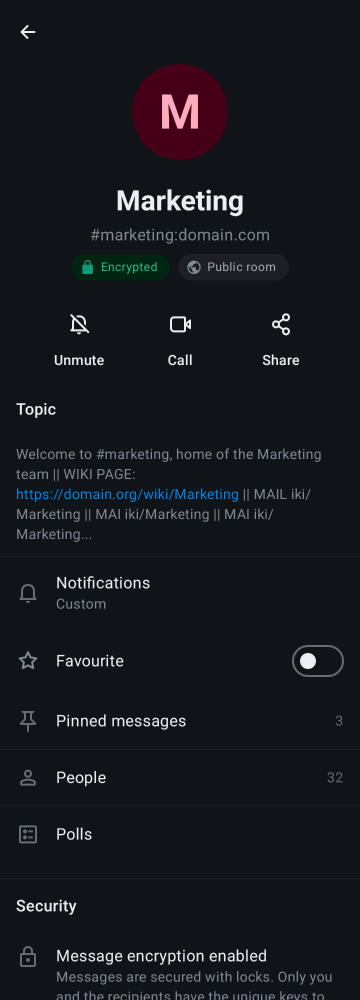 M
Marketing
#marketing:domain.com
Encrypted
Public room
Unmute
Call
Share
Topic
Welcome to #marketing, home of the Marketing
team || WIKI PAGE:
https://domain.org/wiki/Marketing || MAIL iki/
Marketing || MAI iki/Marketing || MAI iki/
Marketing...
Notifications
Custom
Favourite
Pinned messages 3
People 32
Polls
Security
Message encryption enabled
Messages are secured with locks. Only you
and the recipients have the unique keys to